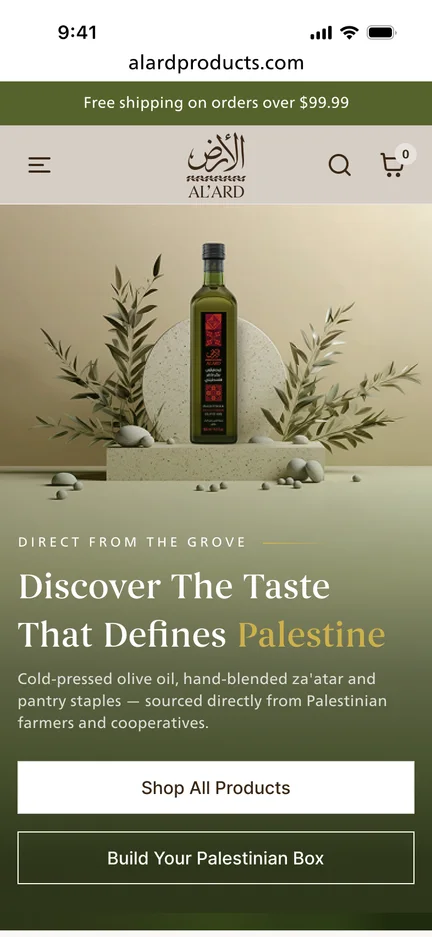 9:41
alardproducts.com
Free shipping on orders over $99.99
0
الأرض
AL'ARD
DIRECT FROM THE GROVE
Discover The Taste
That Defines Palestine
Cold-pressed olive oil, hand-blended za'atar and
pantry staples — sourced directly from Palestinian
farmers and cooperatives.
Shop All Products
Build Your Palestinian Box